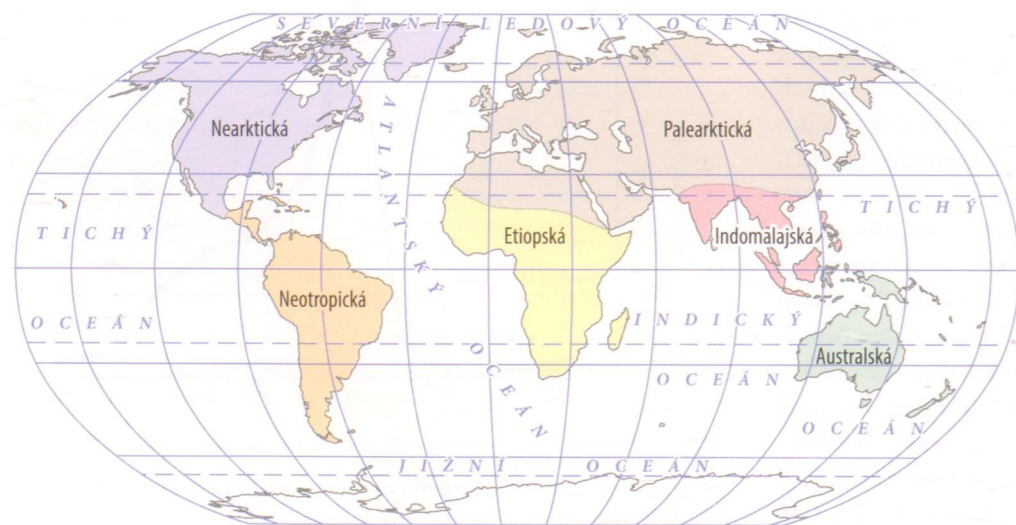 SEVERNÍ LEDOVÝ OCEÁN
Nearktická
Palearktická
ATLANTSKÝ
OCEÁN
TICHÝ
OCEÁN
Etiopská
Indomalajská
TICHÝ
OCEÁN
Neotropická
INDICKÝ
OCEÁN
Australská
JIŽNÍ OCEÁN